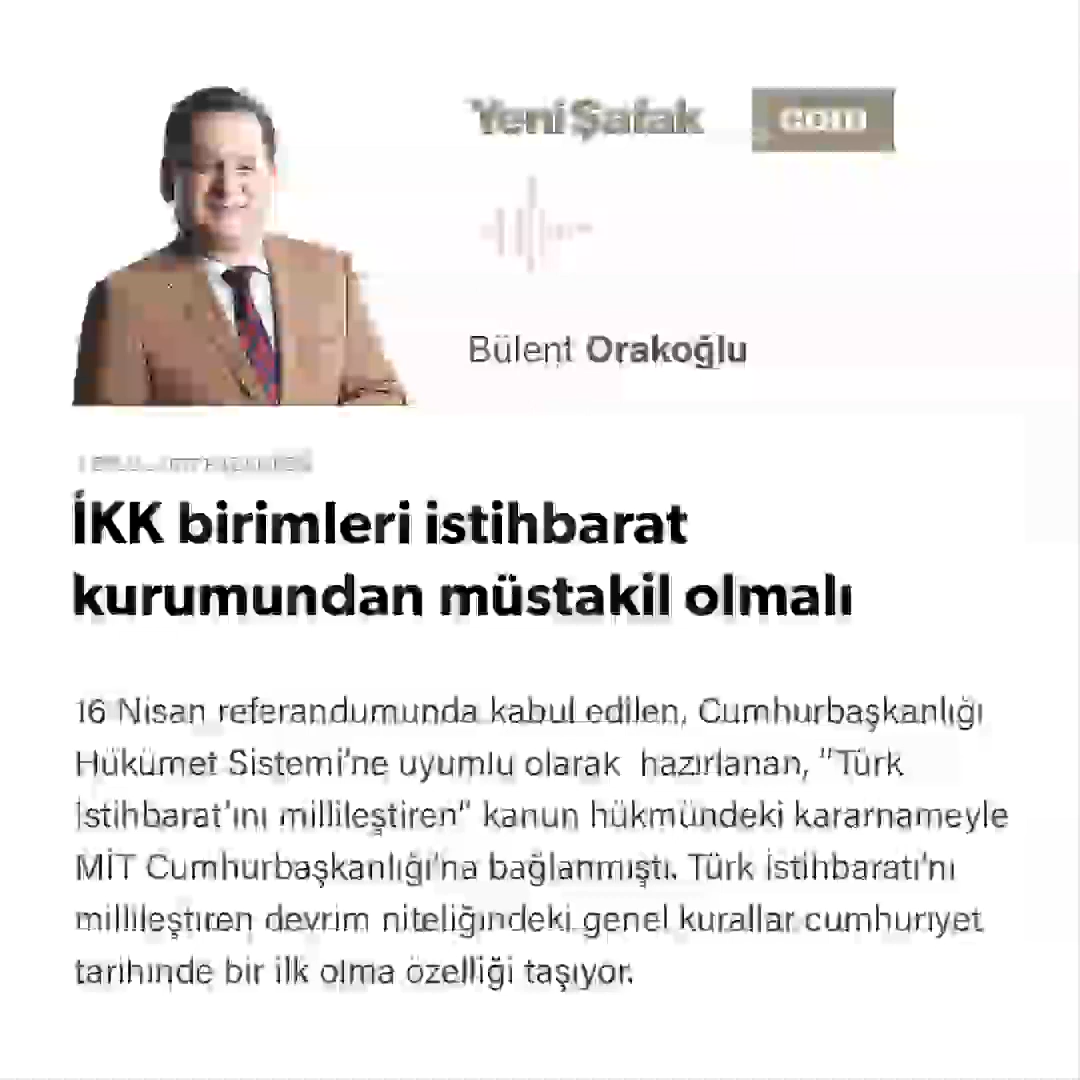 Yeni Şafak com
Bülent Orakoğlu
İKK birimleri istihbarat
kurumundan müstakil olmalı
16 Nisan referandumunda kabul edilen, Cumhurbaşkanlığı
Hükümet Sistemi'ne uyumlu olarak hazırlanan, "Türk
İstihbarat'ını millileştiren" kanun hükmündeki kararnameyle
MİT Cumhurbaşkanlığı'na bağlanmıştı. Türk istihbaratı'nı
millileştiren devrim niteliğindeki genel kurallar cumhuriyet
tarihinde bir ilk olma özelliği taşıyor.